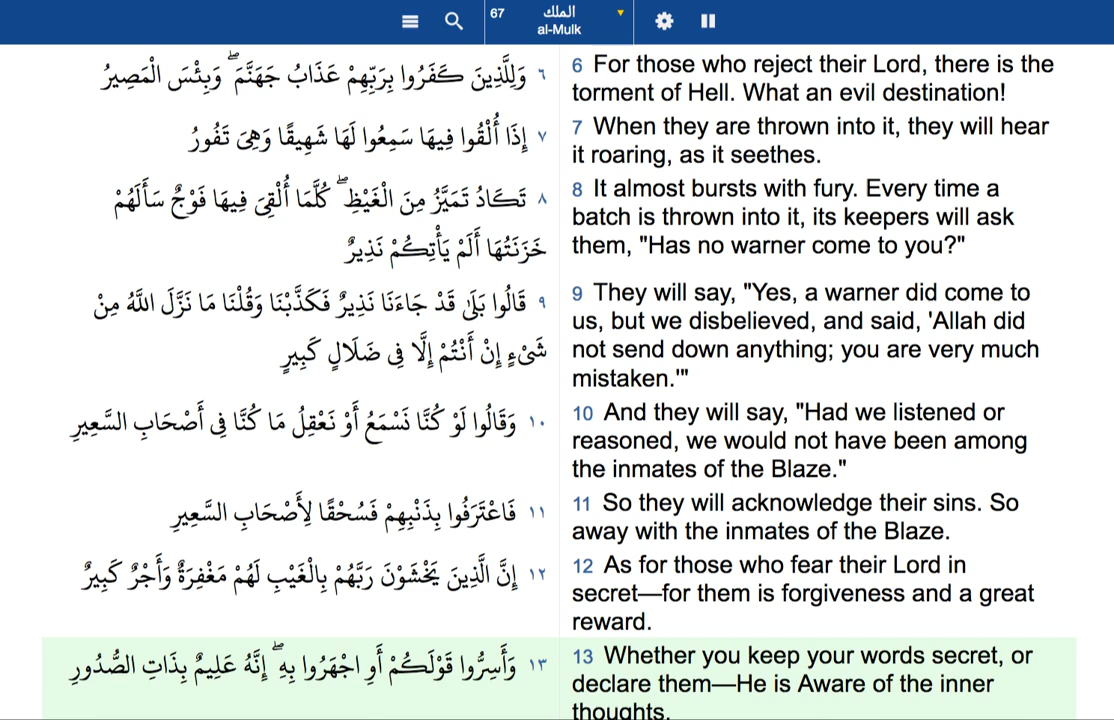 67
الملك
al-Mulk
٦ وَلِلَّذِينَ كَفَرُوا بِرَبِّهِمْ عَذَابُ جَهَنَّمَ ۖ وَبِئْسَ الْمَصِيرُ
6 For those who reject their Lord, there is the
torment of Hell. What an evil destination!
٧ إِذَا أُلْقُوا فِيهَا سَمِعُوا لَهَا شَهِيقًا وَهِىَ تَفُورُ
7 When they are thrown into it, they will hear
it roaring, as it seethes.
٨ تَكَادُ تَمَيَّزُ مِنَ الْغَيْظِ ۖ كُلَّمَا أُلْقِىَ فِيهَا فَوْجٌ سَأَلَهُمْ
خَزَنَتُهَا أَلَمْ يَأْتِكُمْ نَذِيرٌ
8 It almost bursts with fury. Every time a
batch is thrown into it, its keepers will ask
them, "Has no warner come to you?"
٩ قَالُوا بَلَىٰ قَدْ جَاءَنَا نَذِيرٌ فَكَذَّبْنَا وَقُلْنَا مَا نَزَّلَ اللَّهُ مِنْ
شَىْءٍ إِنْ أَنْتُمْ إِلَّا فِى ضَلَالٍ كَبِيرٍ
9 They will say, "Yes, a warner did come to
us, but we disbelieved, and said, 'Allah did
not send down anything; you are very much
mistaken.'"
١٠ وَقَالُوا لَوْ كُنَّا نَسْمَعُ أَوْ نَعْقِلُ مَا كُنَّا فِى أَصْحَابِ السَّعِيرِ
10 And they will say, "Had we listened or
reasoned, we would not have been among
the inmates of the Blaze."
١١ فَاعْتَرَفُوا بِذَنْبِهِمْ فَسُحْقًا لِأَصْحَابِ السَّعِيرِ
11 So they will acknowledge their sins. So
away with the inmates of the Blaze.
١٢ إِنَّ الَّذِينَ يَخْشَوْنَ رَبَّهُمْ بِالْغَيْبِ لَهُمْ مَغْفِرَةٌ وَأَجْرٌ كَبِيرٌ
12 As for those who fear their Lord in
secret—for them is forgiveness and a great
reward.
١٣ وَأَسِرُّوا قَوْلَكُمْ أَوِ اجْهَرُوا بِهِ ۖ إِنَّهُ عَلِيمٌ بِذَاتِ الصُّدُورِ
13 Whether you keep your words secret, or
declare them—He is Aware of the inner
thoughts.